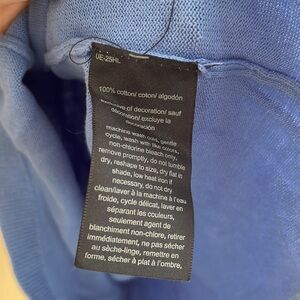 UE-25HL
100% cotton/ coton/ algodón
exclusive of decoration/ sauf
décoration/ excluye la
decoración
machine wash cold, gentle
cycle, wash with like colors,
non-chlorine bleach only,
remove promptly, do not tumble
dry, reshape to size, dry flat in
shade, low heat iron if
necessary, do not dry
clean/laver à la machine à l'eau
froide, cycle délicat, laver en
séparant les couleurs,
seulement agent de
blanchiment non-chlore, retirer
immédiatement, ne pas sécher
au sèche-linge, remettre en
forme, sécher à plat à l'ombre,